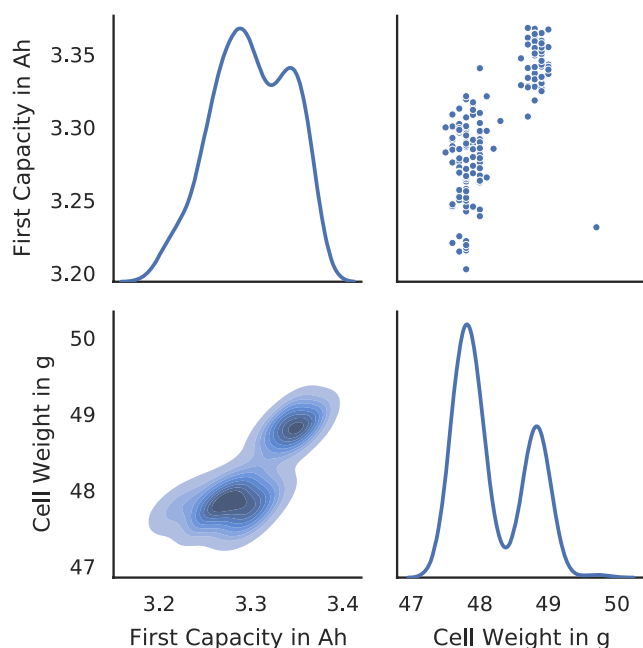 First Capacity in Ah
3.35
3.30
3.25
3.20
Cell Weight in g
50
49
48
47
3.2 3.3 3.4
47 48 49 50
First Capacity in Ah
Cell Weight in g